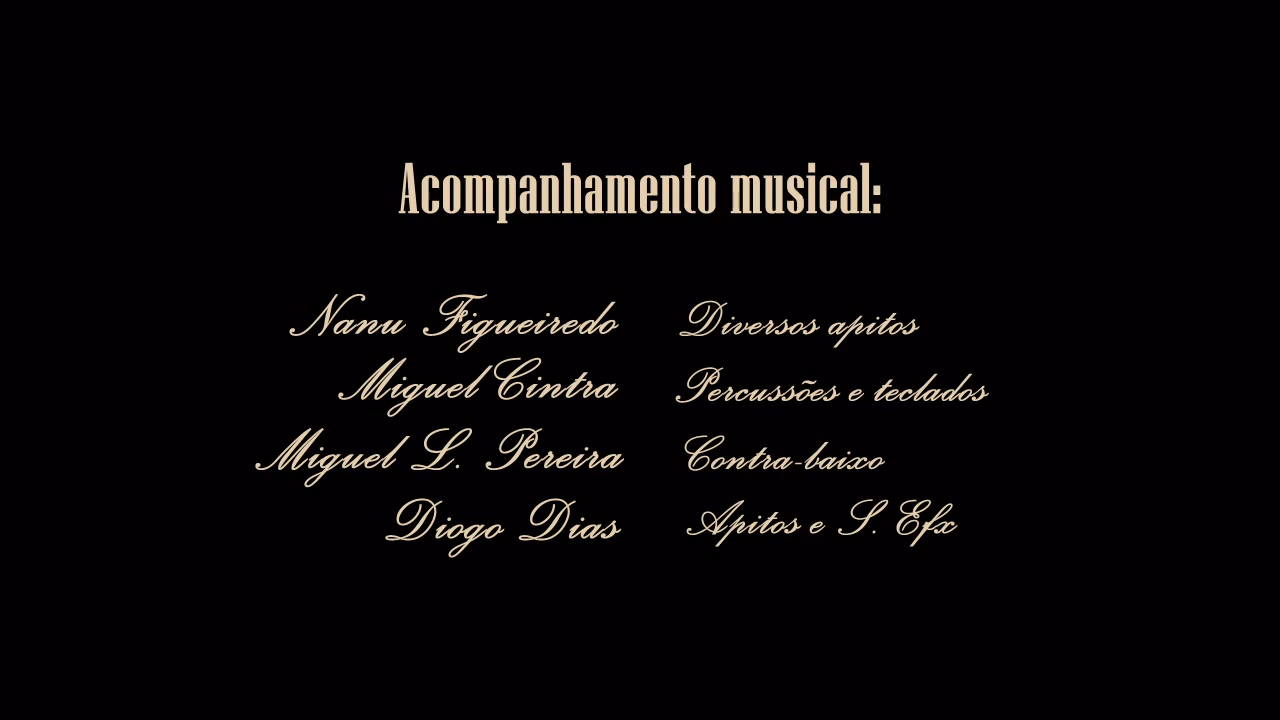 Acompanhamento musical:
Nanu Figueiredo Diversos apitos
Miguel Cintra Percussões e teclados
Miguel L. Pereira Contra-baixo
Diogo Dias Apitos e S. Efx